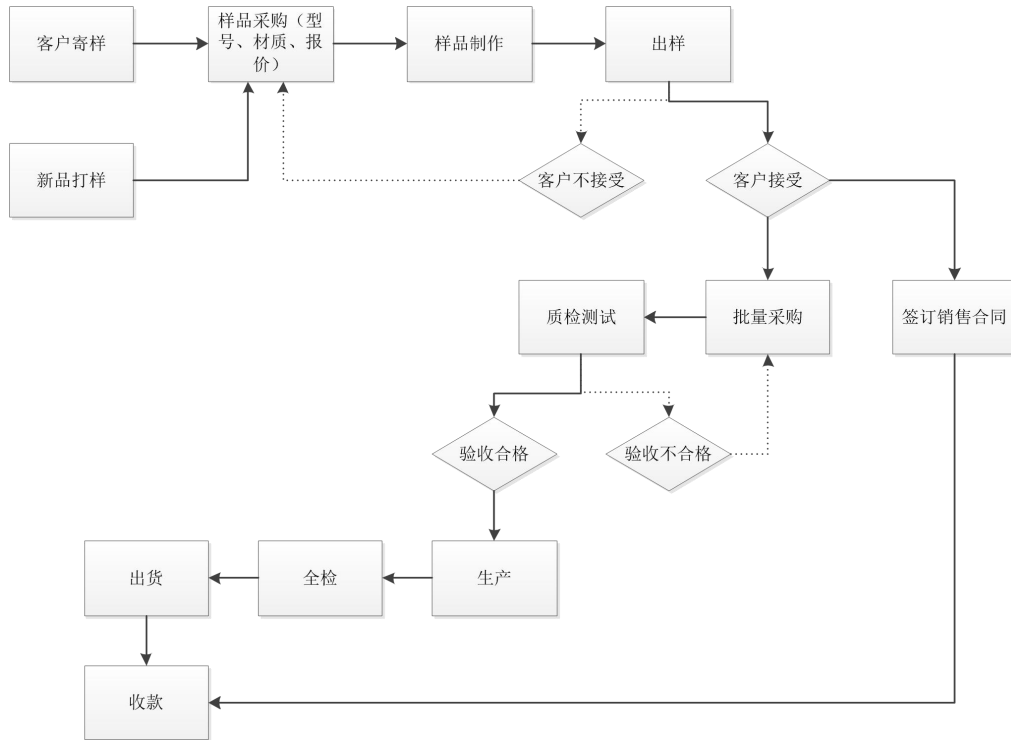 客户寄样
样品采购（型
号、材质、报
价）
样品制作
出样
新品打样
客户不接受
客户接受
质检测试
批量采购
签订销售合同
验收合格
验收不合格
出货
全检
生产
收款